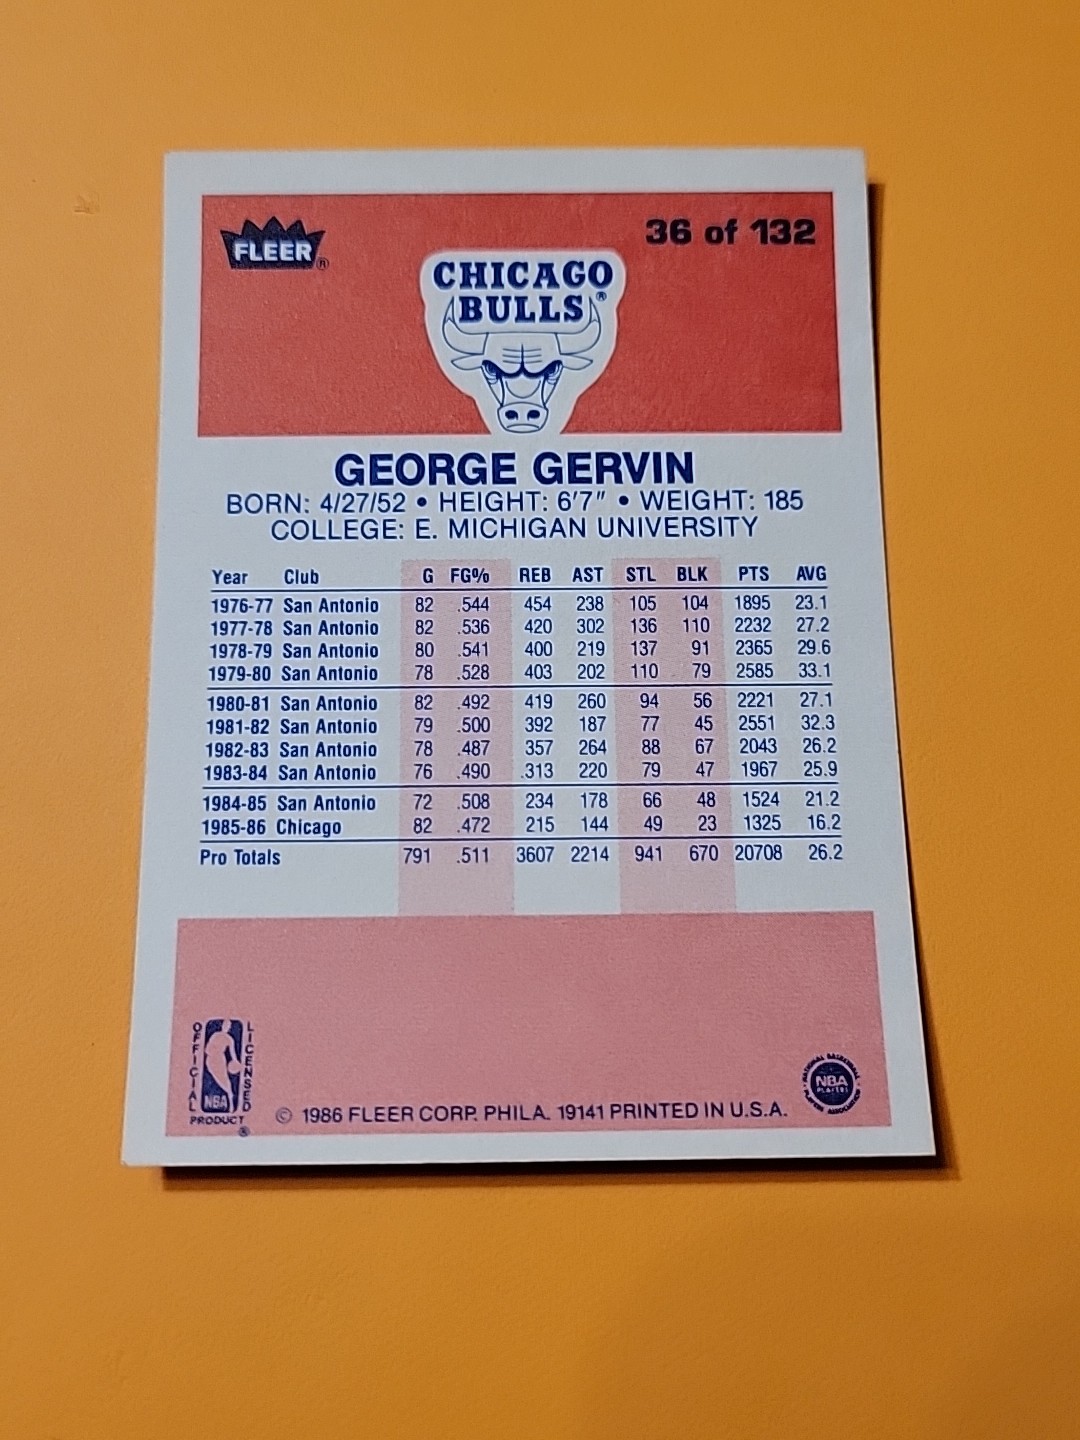 FLEER®
36 of 132
CHICAGO
BULLS®
GEORGE GERVIN
BORN: 4/27/52 • HEIGHT: 6'7" • WEIGHT: 185
COLLEGE: E. MICHIGAN UNIVERSITY
Year Club G FG% REB AST STL BLK PTS AVG
1976-77 San Antonio 82 .544 454 238 105 104 1895 23.1
1977-78 San Antonio 82 .536 420 302 136 110 2232 27.2
1978-79 San Antonio 80 .541 400 219 137 91 2365 29.6
1979-80 San Antonio 78 .528 403 202 110 79 2585 33.1
1980-81 San Antonio 82 .492 419 260 94 56 2221 27.1
1981-82 San Antonio 79 .500 392 187 77 45 2551 32.3
1982-83 San Antonio 78 .487 357 264 88 67 2043 26.2
1983-84 San Antonio 76 .490 .313 220 79 47 1967 25.9
1984-85 San Antonio 72 .508 234 178 66 48 1524 21.2
1985-86 Chicago 82 .472 215 144 49 23 1325 16.2
Pro Totals 791 .511 3607 2214 941 670 20708 26.2
OFFICIAL
LICENSED
NBA
PRODUCT
®
© 1986 FLEER CORP. PHILA. 19141 PRINTED IN U.S.A.
NATIONAL BASKETBALL
NBA
PLAYERS
PLAYERS ASSOCIATION